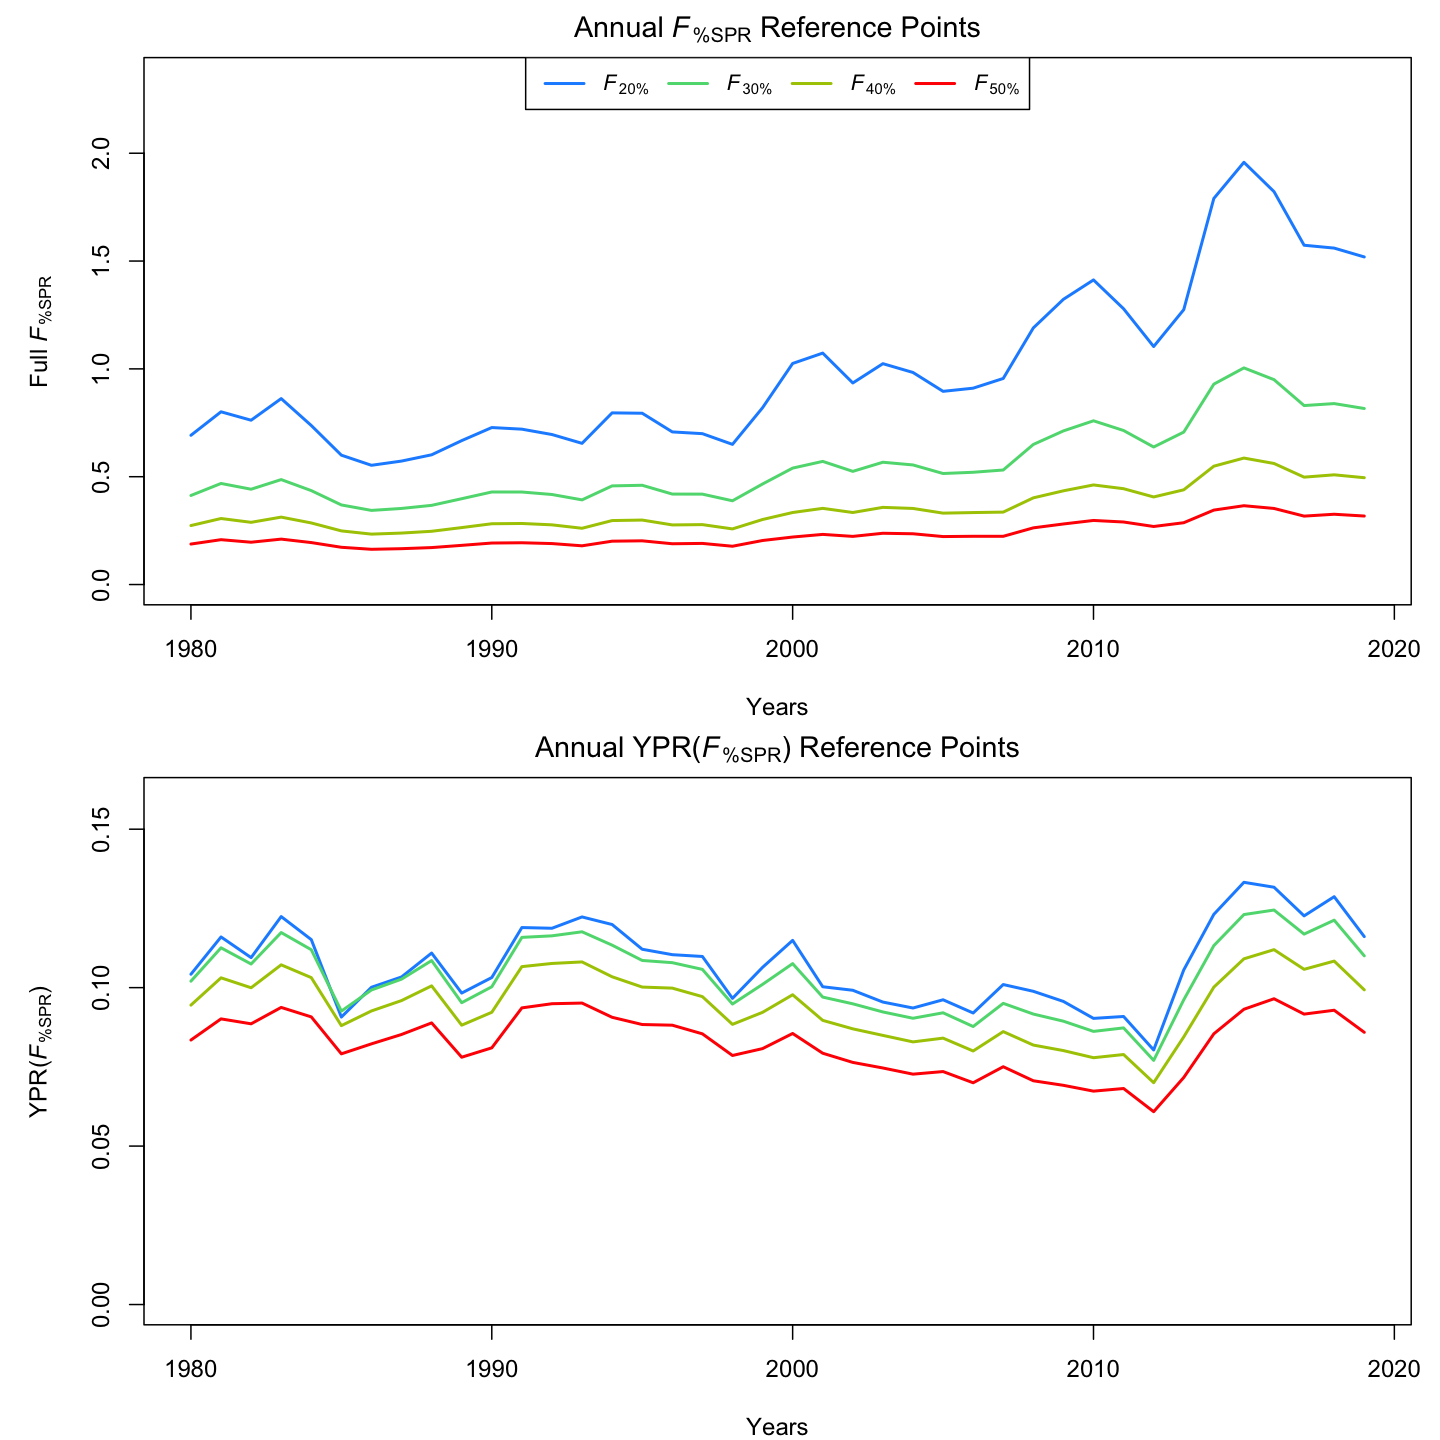 Annual F%SPR Reference Points
F20% F30% F40% F50%
Full F%SPR
2.0
1.5
1.0
0.5
0.0
1980 1990 2000 2010 2020
Years
Annual YPR(F%SPR) Reference Points
YPR(F%SPR)
0.15
0.10
0.05
0.00
1980 1990 2000 2010 2020
Years